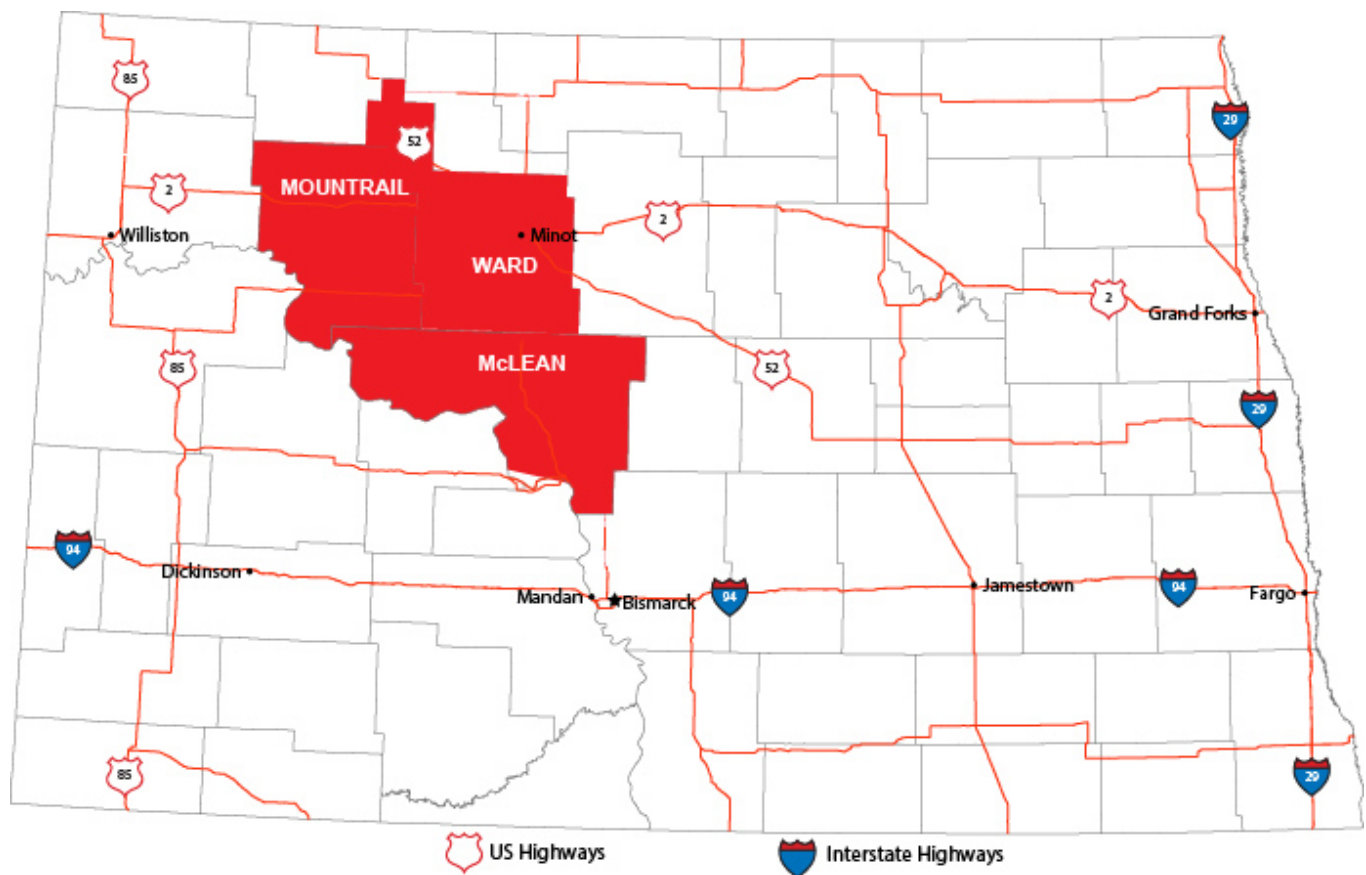 85
29
52
MOUNTRAIL
2
2
Williston
Minot
WARD
2
Grand Forks
McLEAN
85
52
29
94
Dickinson
Mandan
Bismarck
94
Jamestown
94
Fargo
85
29
US Highways
Interstate Highways